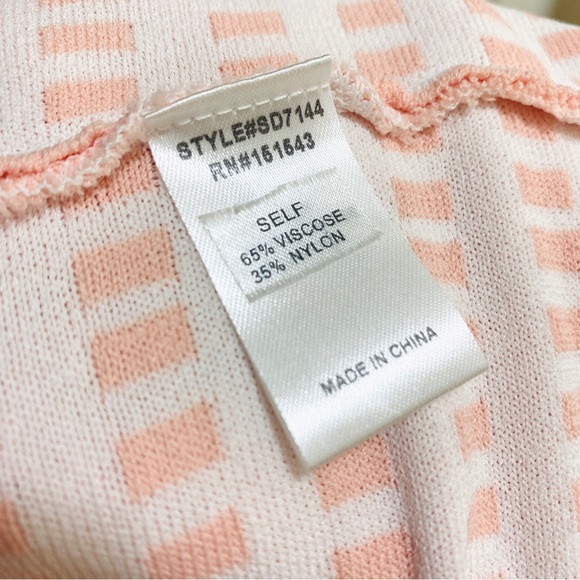 STYLE#SD7144
RN#151543
SELF
65% VISCOSE
35% NYLON
MADE IN CHINA